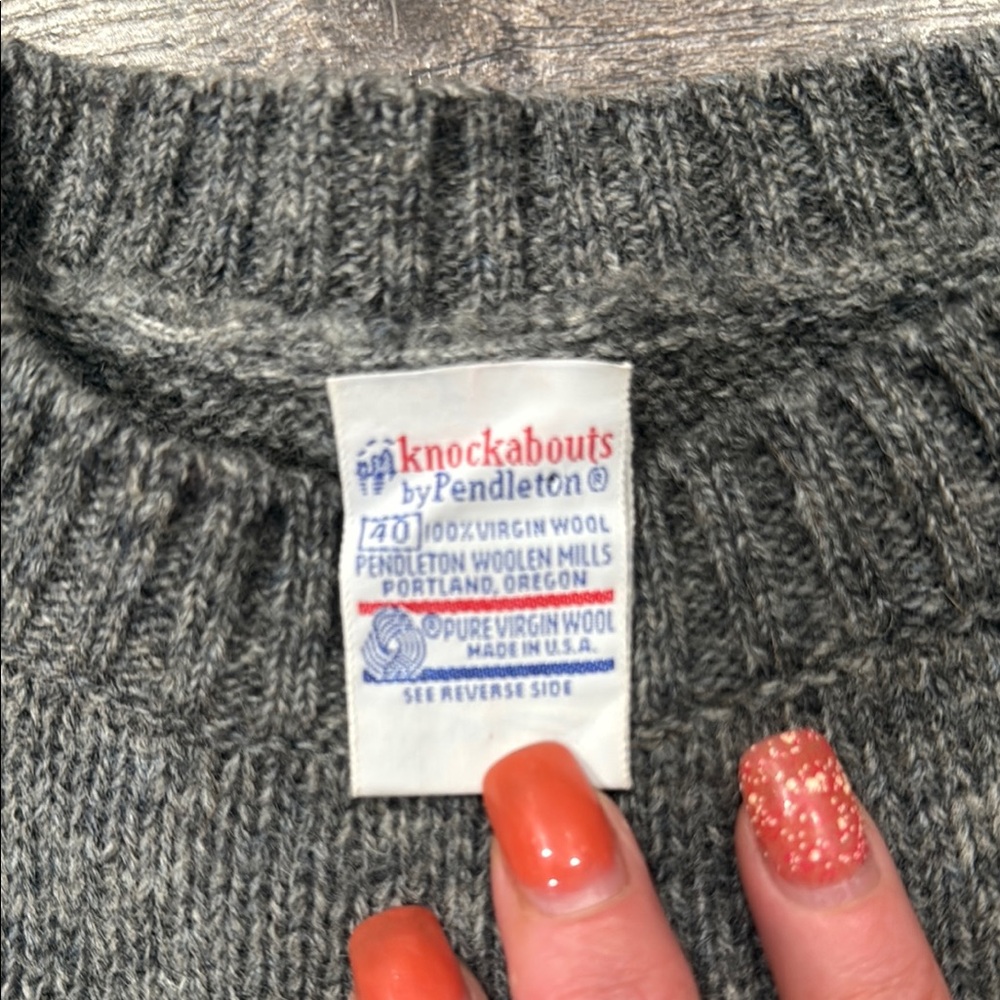 knockabouts
by Pendleton ®
40 100% VIRGIN WOOL
PENDLETON WOOLEN MILLS
PORTLAND, OREGON
® PURE VIRGIN WOOL
MADE IN U.S.A.
SEE REVERSE SIDE